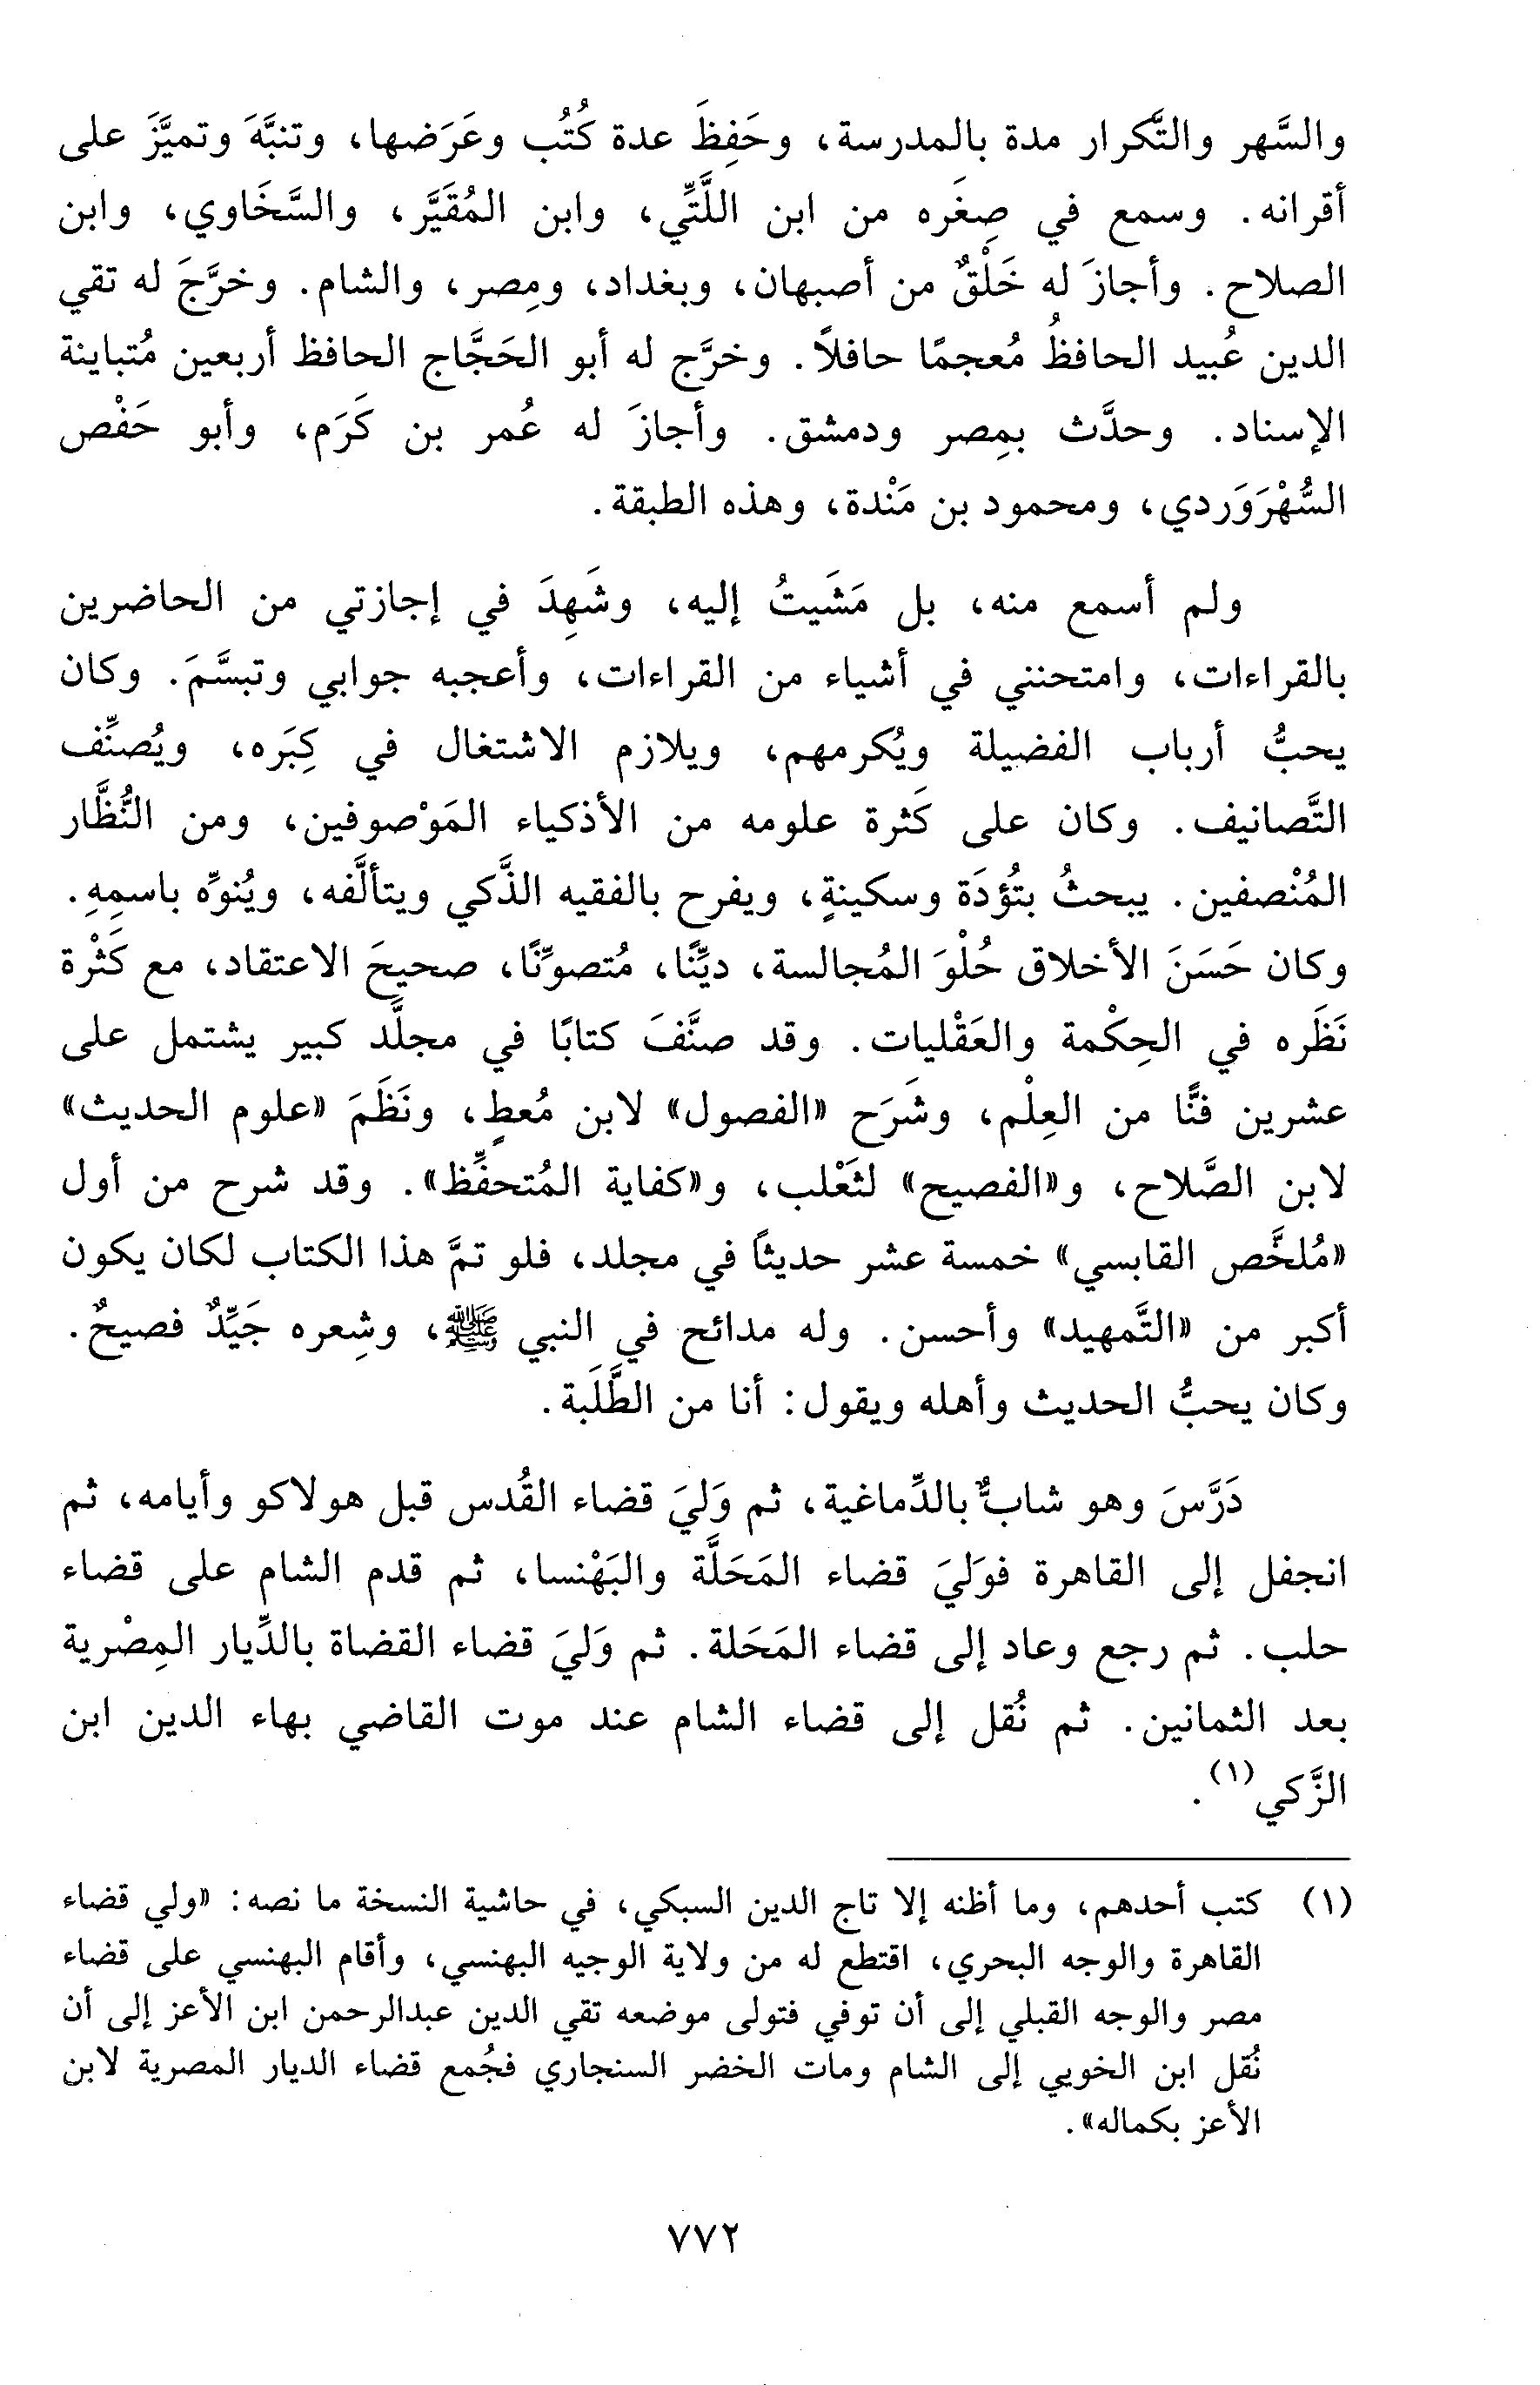 والسَّهر والتَّكرار مدة بالمدرسة، وحَفِظَ عدة كُتُب وعَرَضها، وتنبَّهَ وتميَّزَ على
أقرانه. وسمع في صِغَره من ابن اللَّتِّي، وابن المُقَيَّر، والسَّخَاوي، وابن
الصلاح. وأجازَ له خَلْقٌ من أصبهان، وبغداد، ومِصر، والشام. وخرَّجَ له تقي
الدين عُبيد الحافظُ مُعجمًا حافلاً. وخرَّج له أبو الحَجَّاج الحافظ أربعين مُتباينة
الإسناد. وحدَّث بمِصر ودمشق. وأجازَ له عُمر بن كَرَم، وأبو حَفْص
السُّهْرَوَردي، ومحمود بن مَنْدة، وهذه الطبقة.
ولم أسمع منه، بل مَشَيتُ إليه، وشَهِدَ في إجازتي من الحاضرين
بالقراءات، وامتحنني في أشياء من القراءات، وأعجبه جوابي وتبسَّمَ. وكان
يحبُّ أرباب الفضيلة ويُكرمهم، ويلازم الاشتغال في كِبَره، ويُصنِّف
التَّصانيف. وكان على كَثرة علومه من الأذكياء المَوْصوفين، ومن النُّظَّار
المُنْصفين. يبحثُ بتُؤدَة وسكينةٍ، ويفرح بالفقيه الذَّكي ويتألَّفه، ويُنوِّه باسمِهِ.
وكان حَسَنَ الأخلاق حُلْوَ المُجالسة، ديِّنًا، مُتصوِّنًا، صحيحَ الاعتقاد، مع كَثْرة
نَظَره في الحِكْمة والعَقْليات. وقد صنَّفَ كتابًا في مجلَّد كبير يشتمل على
عشرين فنًّا من العِلْم، وشَرَح «الفصول» لابن مُعطٍ، ونَظَمَ «علوم الحديث»
لابن الصَّلاح، و«الفصيح» لثَعْلب، و«كفاية المُتحفِّظ». وقد شرح من أول
«مُلخَّص القابسي» خمسة عشر حديثًا في مجلد، فلو تمَّ هذا الكتاب لكان يكون
أكبر من «التَّمهيد» وأحسن. وله مدائح في النبي ﷺ، وشِعره جَيِّدٌ فصيحٌ.
وكان يحبُّ الحديث وأهله ويقول: أنا من الطَّلَبة.
دَرَّسَ وهو شابٌّ بالدِّماغية، ثم وَليَ قضاء القُدس قبل هولاكو وأيامه، ثم
انجفل إلى القاهرة فوَليَ قضاء المَحَلَّة والبَهْنسا، ثم قدم الشام على قضاء
حلب. ثم رجع وعاد إلى قضاء المَحَلة. ثم وَليَ قضاء القضاة بالدِّيار المِصْرية
بعد الثمانين. ثم نُقل إلى قضاء الشام عند موت القاضي بهاء الدين ابن
الزَّكي(١).
(١) كتب أحدهم، وما أظنه إلا تاج الدين السبكي، في حاشية النسخة ما نصه: «ولي قضاء
القاهرة والوجه البحري، اقتطع له من ولاية الوجيه البهنسي، وأقام البهنسي على قضاء
مصر والوجه القبلي إلى أن توفي فتولى موضعه تقي الدين عبدالرحمن ابن الأعز إلى أن
نُقل ابن الخويي إلى الشام ومات الخضر السنجاري فجُمع قضاء الديار المصرية لابن
الأعز بكماله».
٧٧٢